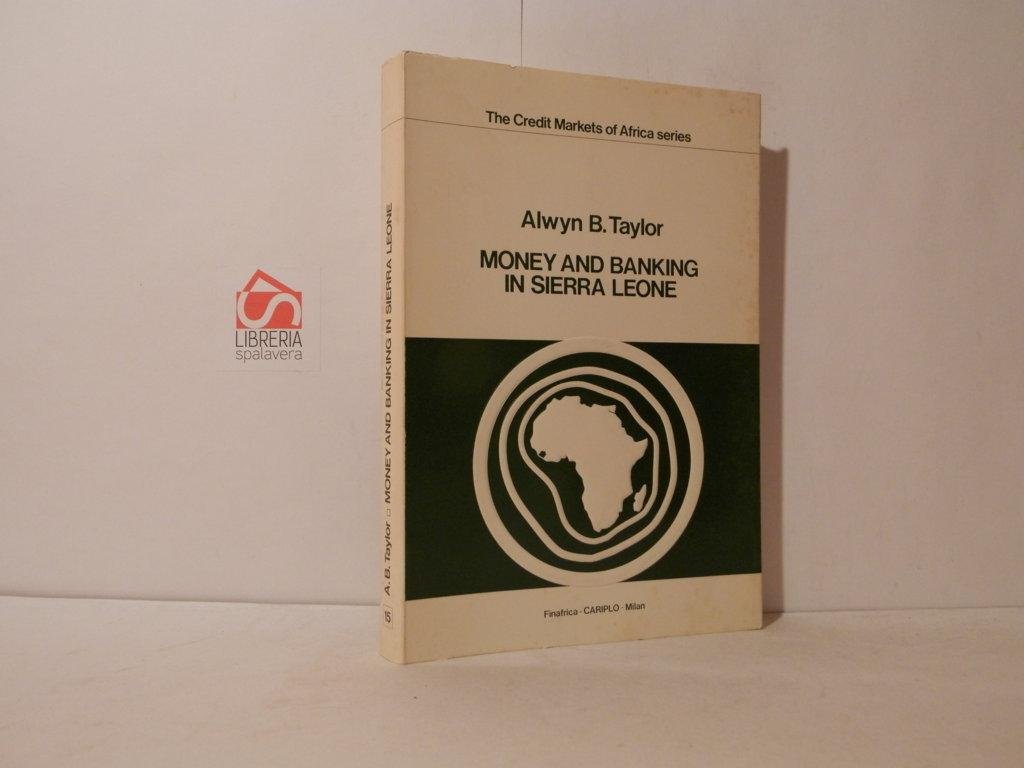 The Credit Markets of Africa series
Alwyn B. Taylor
MONEY AND BANKING
IN SIERRA LEONE
Finafrica - CARIPLO - Milan
A. B. Taylor □ MONEY AND BANKING IN SIERRA LEONE
LIBRERIA
spalavera